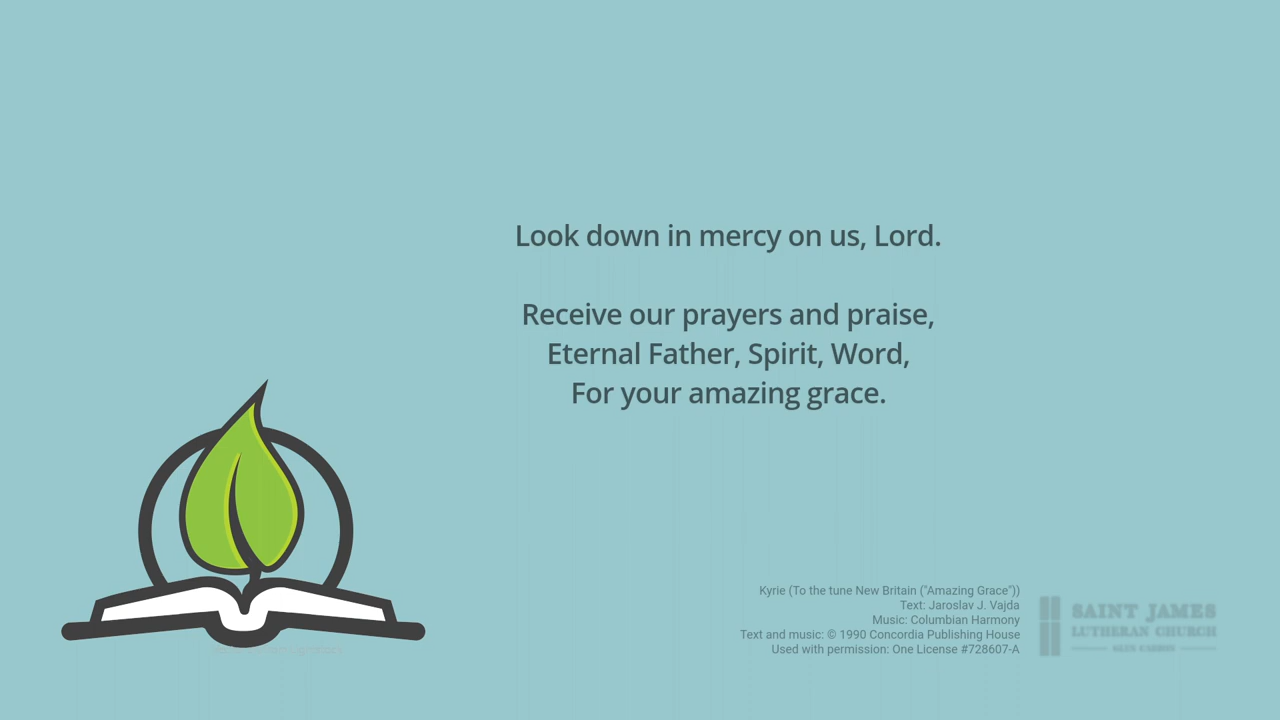 Look down in mercy on us, Lord.
Receive our prayers and praise,
Eternal Father, Spirit, Word,
For your amazing grace.
Kyrie (To the tune New Britain ("Amazing Grace"))
Text: Jaroslav J. Vajda
Music: Columbian Harmony
Text and music: © 1990 Concordia Publishing House
Used with permission: One License #728607-A
SAINT JAMES
LUTHERAN CHURCH